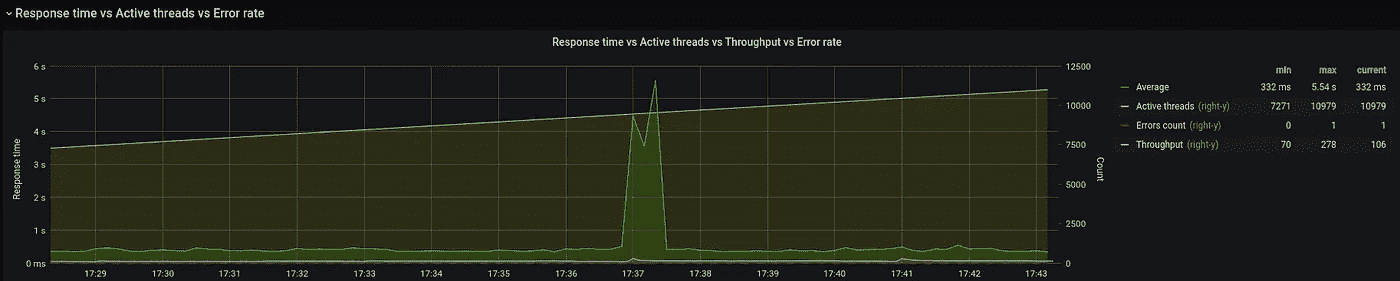 Response time vs Active threads vs Error rate
Response time vs Active threads vs Throughput vs Error rate
6 s
5 s
4 s
3 s
2 s
1 s
0 ms
Response time
17:29 17:30 17:31 17:32 17:33 17:34 17:35 17:36 17:37 17:38 17:39 17:40 17:41 17:42 17:43
12500
10000
7500
5000
2500
0
Count
min max current
Average 332 ms 5.54 s 332 ms
Active threads (right-y) 7271 10979 10979
Errors count (right-y) 0 1 1
Throughput (right-y) 70 278 106